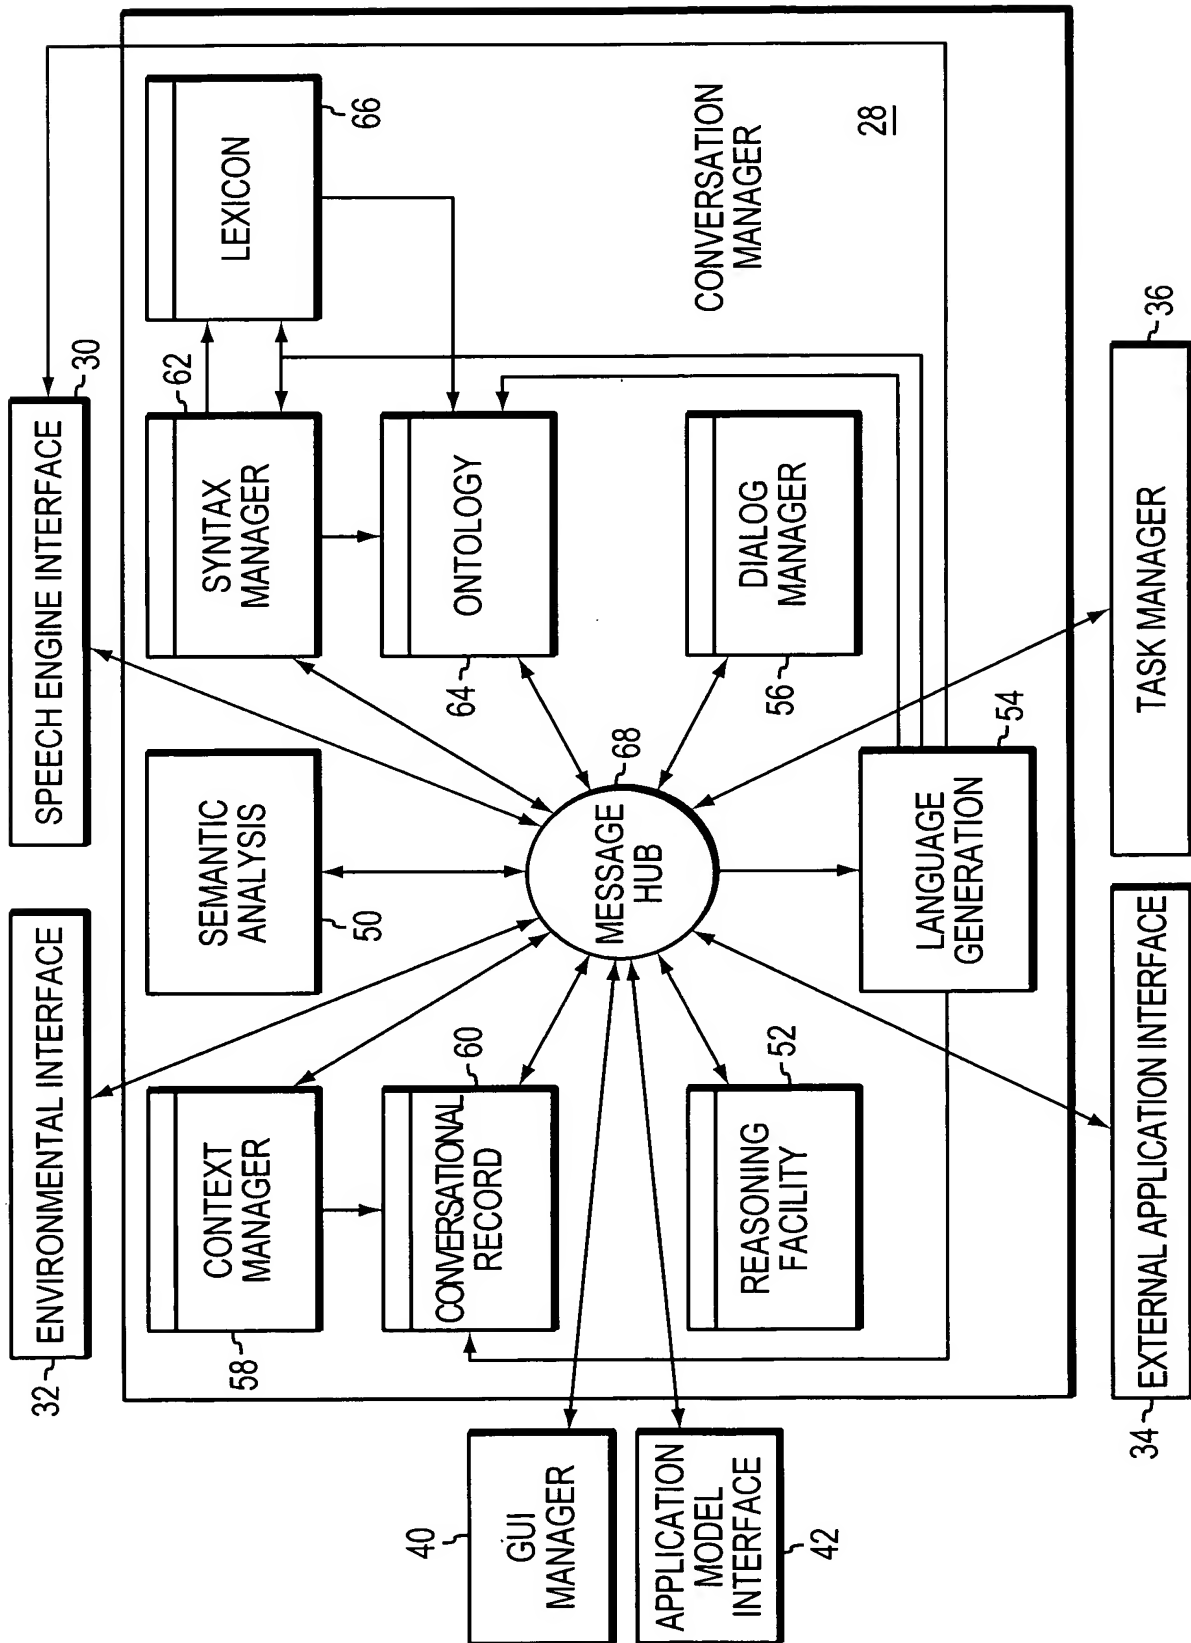 32
ENVIRONMENTAL INTERFACE
SPEECH ENGINE INTERFACE
30
58
CONTEXT
MANAGER
SEMANTIC
ANALYSIS
50
SYNTAX
MANAGER
62
LEXICON
66
CONVERSATIONAL
RECORD
60
ONTOLOGY
64
MESSAGE
HUB
68
REASONING
FACILITY
52
DIALOG
MANAGER
56
CONVERSATION
MANAGER
28
LANGUAGE
GENERATION
54
40
GUI
MANAGER
APPLICATION
MODEL
INTERFACE
42
34
EXTERNAL APPLICATION INTERFACE
TASK MANAGER
36